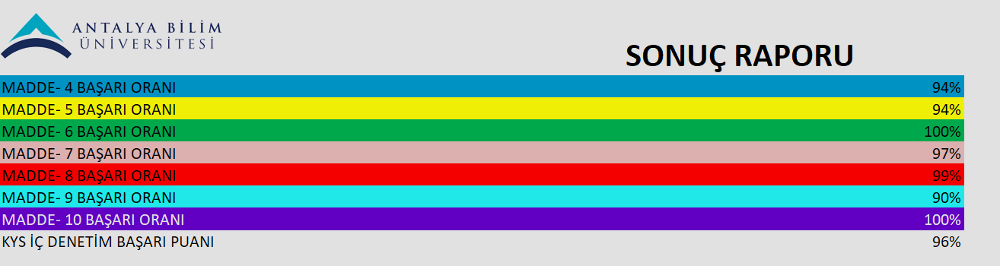 ANTALYA BİLİM
ÜNİVERSİTESİ
SONUÇ RAPORU
MADDE- 4 BAŞARI ORANI 94%
MADDE- 5 BAŞARI ORANI 94%
MADDE- 6 BAŞARI ORANI 100%
MADDE- 7 BAŞARI ORANI 97%
MADDE- 8 BAŞARI ORANI 99%
MADDE- 9 BAŞARI ORANI 90%
MADDE- 10 BAŞARI ORANI 100%
KYS İÇ DENETİM BAŞARI PUANI 96%